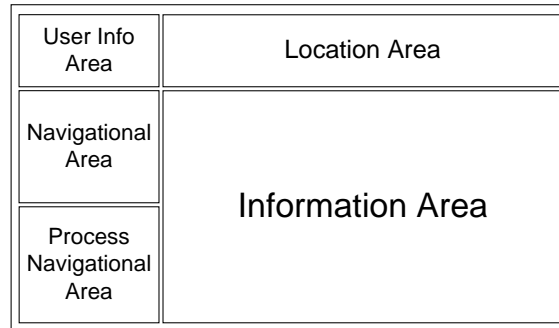 User Info
Area
Location Area
Navigational
Area
Information Area
Process
Navigational
Area